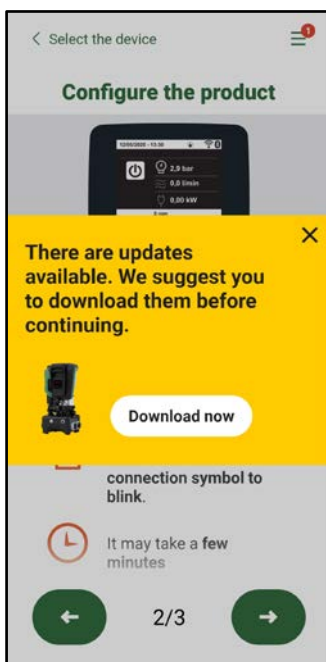 Select the device
1
Configure the product
12/05/2020 - 15:30
2,9 bar
0,0 l/min
0,00 kW
There are updates
available. We suggest you
to download them before
continuing.
Download now
connection symbol to
blink.
It may take a few
minutes
2/3